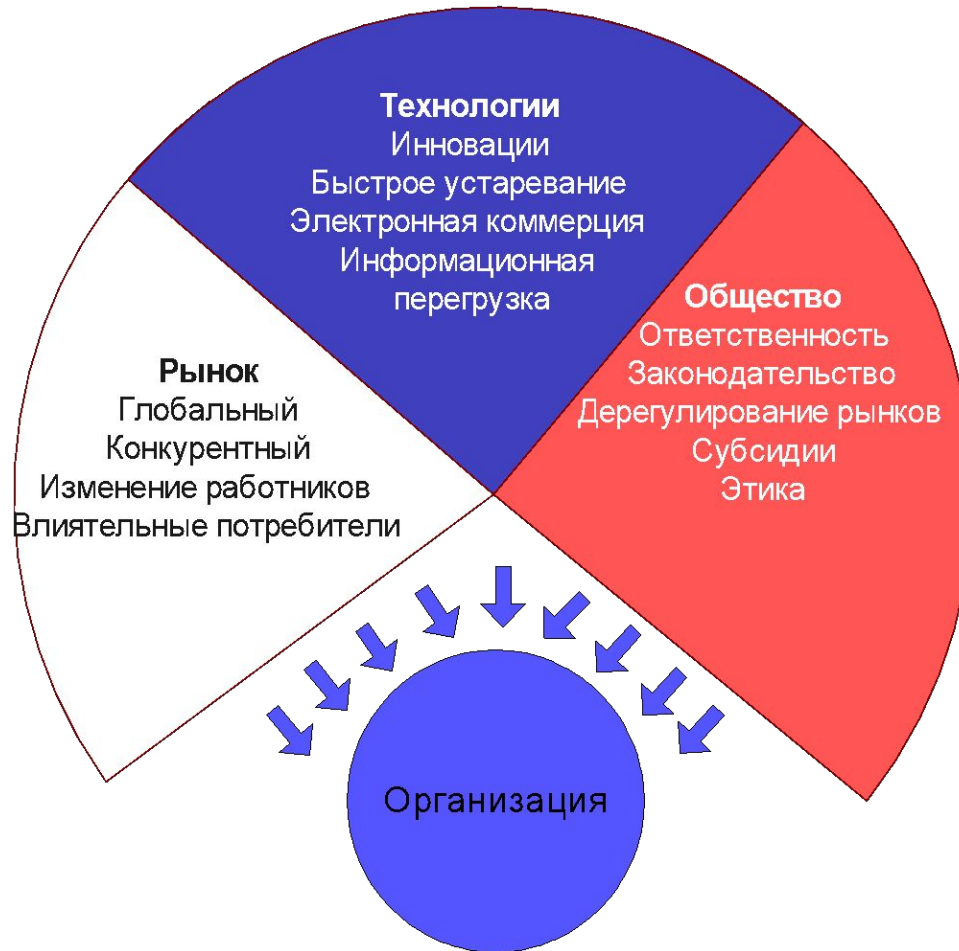 Технологии
Инновации
Быстрое устаревание
Электронная коммерция
Информационная
перегрузка
Общество
Ответственность
Законодательство
Дерегулирование рынков
Субсидии
Этика
Рынок
Глобальный
Конкурентный
Изменение работников
Влиятельные потребители
Организация